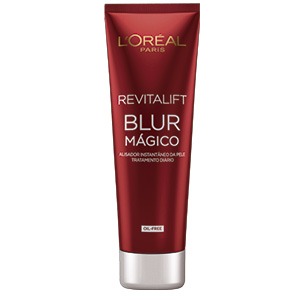 L'ORÉAL
PARIS
REVITALIFT
BLUR
MÁGICO
ALISADOR INSTANTÂNEO DA PELE
TRATAMENTO DIÁRIO
OIL-FREE